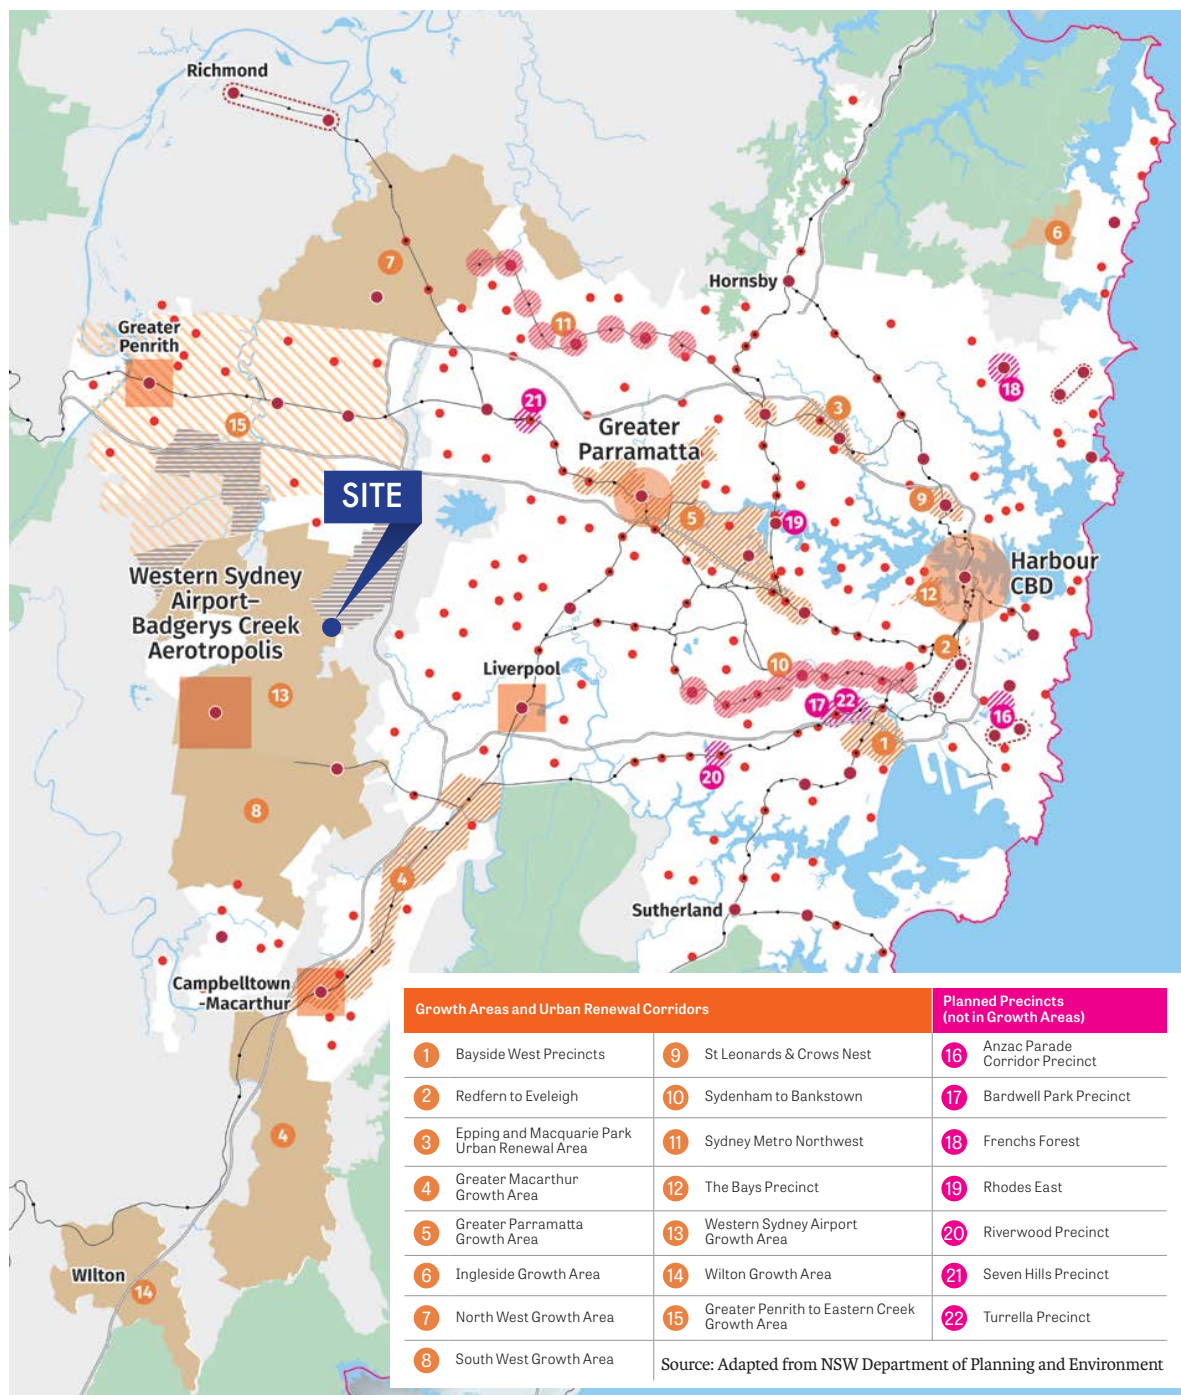 Richmond
7
6
Hornsby
11
Greater
Penrith
18
21
3
15
Greater
Parramatta
SITE
9
5
19
Harbour
CBD
12
Western Sydney
Airport–
Badgerys Creek
Aerotropolis
2
10
Liverpool
13
17
22
16
1
20
8
4
Sutherland
Campbelltown
-Macarthur
4
WIlton
14
Growth Areas and Urban Renewal Corridors
Planned Precincts
(not in Growth Areas)
1 Bayside West Precincts
2 Redfern to Eveleigh
3 Epping and Macquarie Park
Urban Renewal Area
4 Greater Macarthur
Growth Area
5 Greater Parramatta
Growth Area
6 Ingleside Growth Area
7 North West Growth Area
8 South West Growth Area
9 St Leonards & Crows Nest
10 Sydenham to Bankstown
11 Sydney Metro Northwest
12 The Bays Precinct
13 Western Sydney Airport
Growth Area
14 Wilton Growth Area
15 Greater Penrith to Eastern Creek
Growth Area
16 Anzac Parade
Corridor Precinct
17 Bardwell Park Precinct
18 Frenchs Forest
19 Rhodes East
20 Riverwood Precinct
21 Seven Hills Precinct
22 Turrella Precinct
Source: Adapted from NSW Department of Planning and Environment